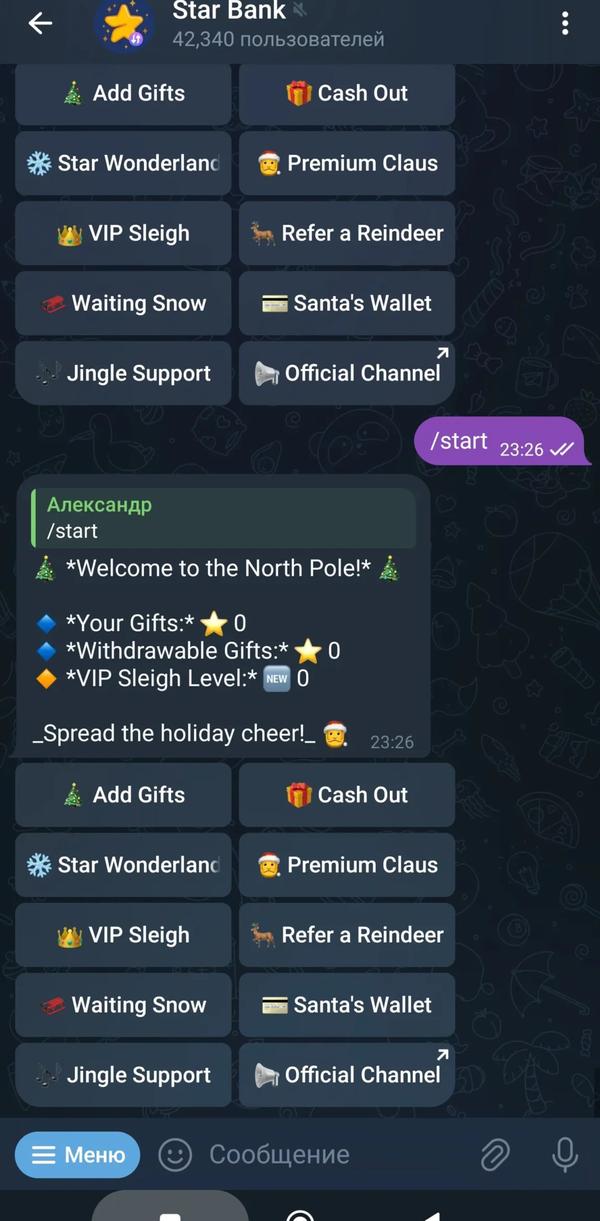 Star Bank
42,340 пользователей
Add Gifts
Cash Out
Star Wonderland
Premium Claus
VIP Sleigh
Refer a Reindeer
Waiting Snow
Santa's Wallet
Jingle Support
Official Channel
/start 23:26
Александр
/start
*Welcome to the North Pole!*
*Your Gifts:* 0
*Withdrawable Gifts:* 0
*VIP Sleigh Level:* NEW 0
_Spread the holiday cheer!_ 23:26
Add Gifts
Cash Out
Star Wonderland
Premium Claus
VIP Sleigh
Refer a Reindeer
Waiting Snow
Santa's Wallet
Jingle Support
Official Channel
Меню
Сообщение